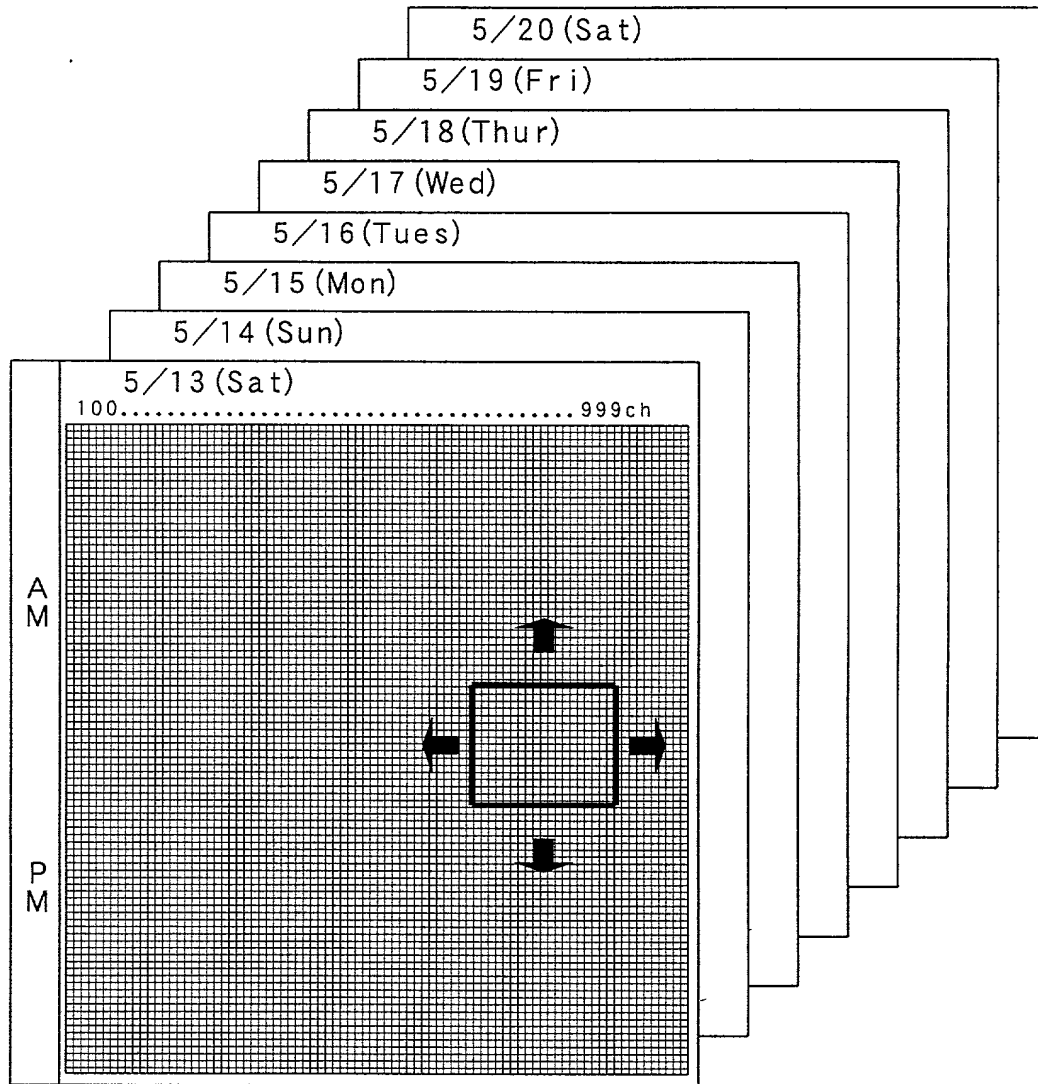 5/20(Sat)
5/19(Fri)
5/18(Thur)
5/17(Wed)
5/16(Tues)
5/15(Mon)
5/14(Sun)
5/13(Sat)
100......................................999ch
AM
PM